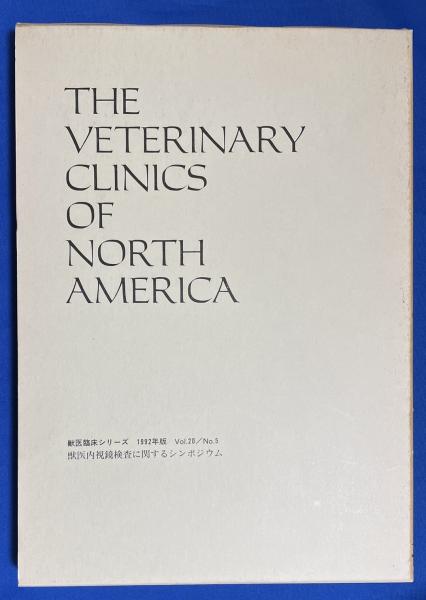 THE
VETERINARY
CLINICS
OF
NORTH
AMERICA
獣医臨床シリーズ 1992年版 Vol.20／No.5
獣医内視鏡検査に関するシンポジウム